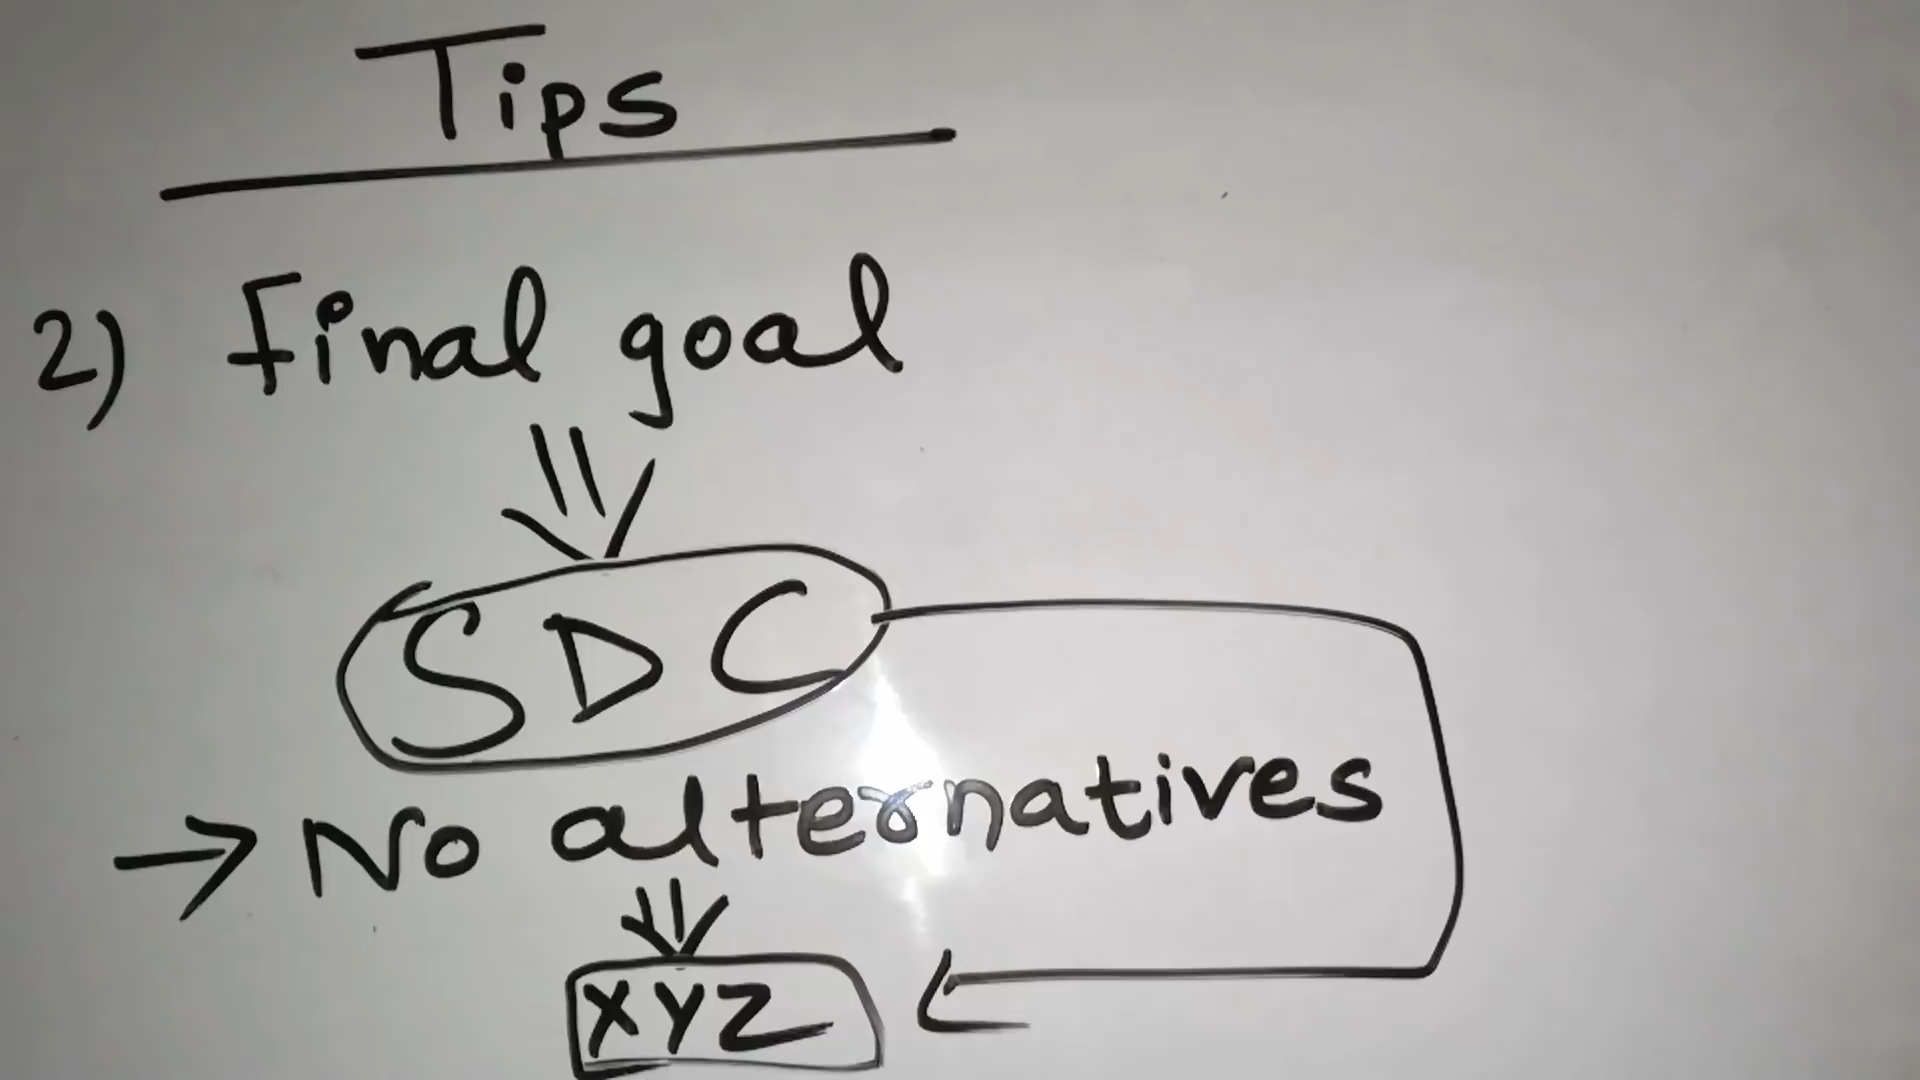 Tips
2) Final goal
SDC
→ No alternatives
XYZ